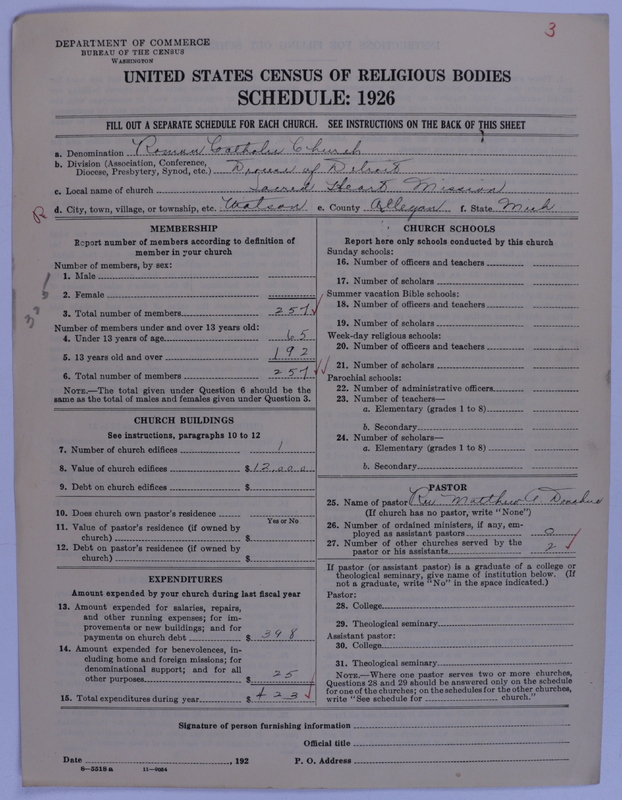 3
DEPARTMENT OF COMMERCE
BUREAU OF THE CENSUS
WASHINGTON
UNITED STATES CENSUS OF RELIGIOUS BODIES
SCHEDULE: 1926
FILL OUT A SEPARATE SCHEDULE FOR EACH CHURCH. SEE INSTRUCTIONS ON THE BACK OF THIS SHEET
a. Denomination Roman Catholic Church
b. Division (Association, Conference, Diocese, Presbytery, Synod, etc.) Diocese of Detroit
c. Local name of church Sacred Heart Mission
R d. City, town, village, or township, etc. Watson e. County Allegan f. State Mich
MEMBERSHIP
Report number of members according to definition of
member in your church
Number of members, by sex:
1. Male
2. Female
3. Total number of members 257
Number of members under and over 13 years old:
4. Under 13 years of age 65
5. 13 years old and over 192
6. Total number of members 257
NOTE.—The total given under Question 6 should be the
same as the total of males and females given under Question 3.
CHURCH BUILDINGS
See instructions, paragraphs 10 to 12
7. Number of church edifices 1
8. Value of church edifices $12,000
9. Debt on church edifices $
10. Does church own pastor's residence
Yes or No
11. Value of pastor's residence (if owned by
church) $
12. Debt on pastor's residence (if owned by
church) $
EXPENDITURES
Amount expended by your church during last fiscal year
13. Amount expended for salaries, repairs,
and other running expenses; for im-
provements or new buildings; and for
payments on church debt $ 398
14. Amount expended for benevolences, in-
cluding home and foreign missions; for
denominational support; and for all
other purposes $ 25
15. Total expenditures during year $ 423
CHURCH SCHOOLS
Report here only schools conducted by this church
Sunday schools:
16. Number of officers and teachers
17. Number of scholars
Summer vacation Bible schools:
18. Number of officers and teachers
19. Number of scholars
Week-day religious schools:
20. Number of officers and teachers
21. Number of scholars
Parochial schools:
22. Number of administrative officers
23. Number of teachers—
a. Elementary (grades 1 to 8)
b. Secondary
24. Number of scholars—
a. Elementary (grades 1 to 8)
b. Secondary
PASTOR
25. Name of pastor Rev Matthew A. Donahue
(If church has no pastor, write "None")
26. Number of ordained ministers, if any, em-
ployed as assistant pastors 0
27. Number of other churches served by the
pastor or his assistants 2
If pastor (or assistant pastor) is a graduate of a college or
theological seminary, give name of institution below. (If
not a graduate, write "No" in the space indicated.)
Pastor:
28. College
29. Theological seminary
Assistant pastor:
30. College
31. Theological seminary
NOTE.—Where one pastor serves two or more churches,
Questions 28 and 29 should be answered only on the schedule
for one of the churches; on the schedules for the other churches,
write "See schedule for church."
Signature of person furnishing information
Official title
Date , 192 P. O. Address
8—5518a 11—9054